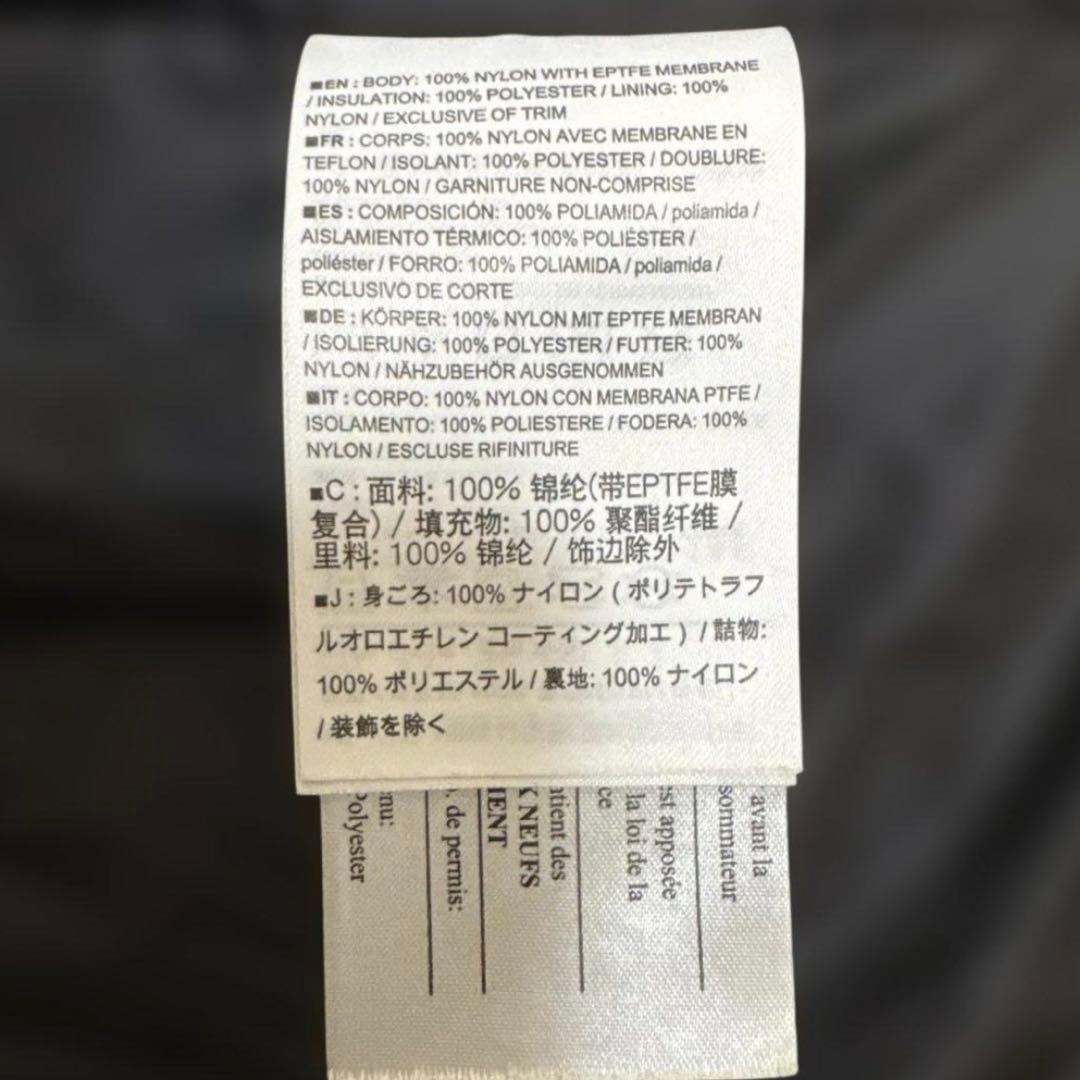 ■EN : BODY: 100% NYLON WITH EPTFE MEMBRANE
/ INSULATION: 100% POLYESTER / LINING: 100%
NYLON / EXCLUSIVE OF TRIM
■FR : CORPS: 100% NYLON AVEC MEMBRANE EN
TEFLON / ISOLANT: 100% POLYESTER / DOUBLURE:
100% NYLON / GARNITURE NON-COMPRISE
■ES : COMPOSICIÓN: 100% POLIAMIDA / poliamida /
AISLAMIENTO TÉRMICO: 100% POLIÉSTER /
poliéster / FORRO: 100% POLIAMIDA / poliamida /
EXCLUSIVO DE CORTE
■DE : KÖRPER: 100% NYLON MIT EPTFE MEMBRAN
/ ISOLIERUNG: 100% POLYESTER / FUTTER: 100%
NYLON / NÄHZUBEHÖR AUSGENOMMEN
■IT : CORPO: 100% NYLON CON MEMBRANA PTFE /
ISOLAMENTO: 100% POLIESTERE / FODERA: 100%
NYLON / ESCLUSE RIFINITURE
■C : 面料: 100% 锦纶(带EPTFE膜
复合) / 填充物: 100% 聚酯纤维 /
里料: 100% 锦纶 / 饰边除外
■J : 身ごろ: 100% ナイロン ( ポリテトラフ
ルオロエチレン コーティング加工 ) / 詰物:
100% ポリエステル / 裏地: 100% ナイロン
/ 装飾を除く
avant la
sommateur
est apposée
la loi de la
ce
ntient des
X NEUFS
MENT
. de permis:
enu:
Polyester